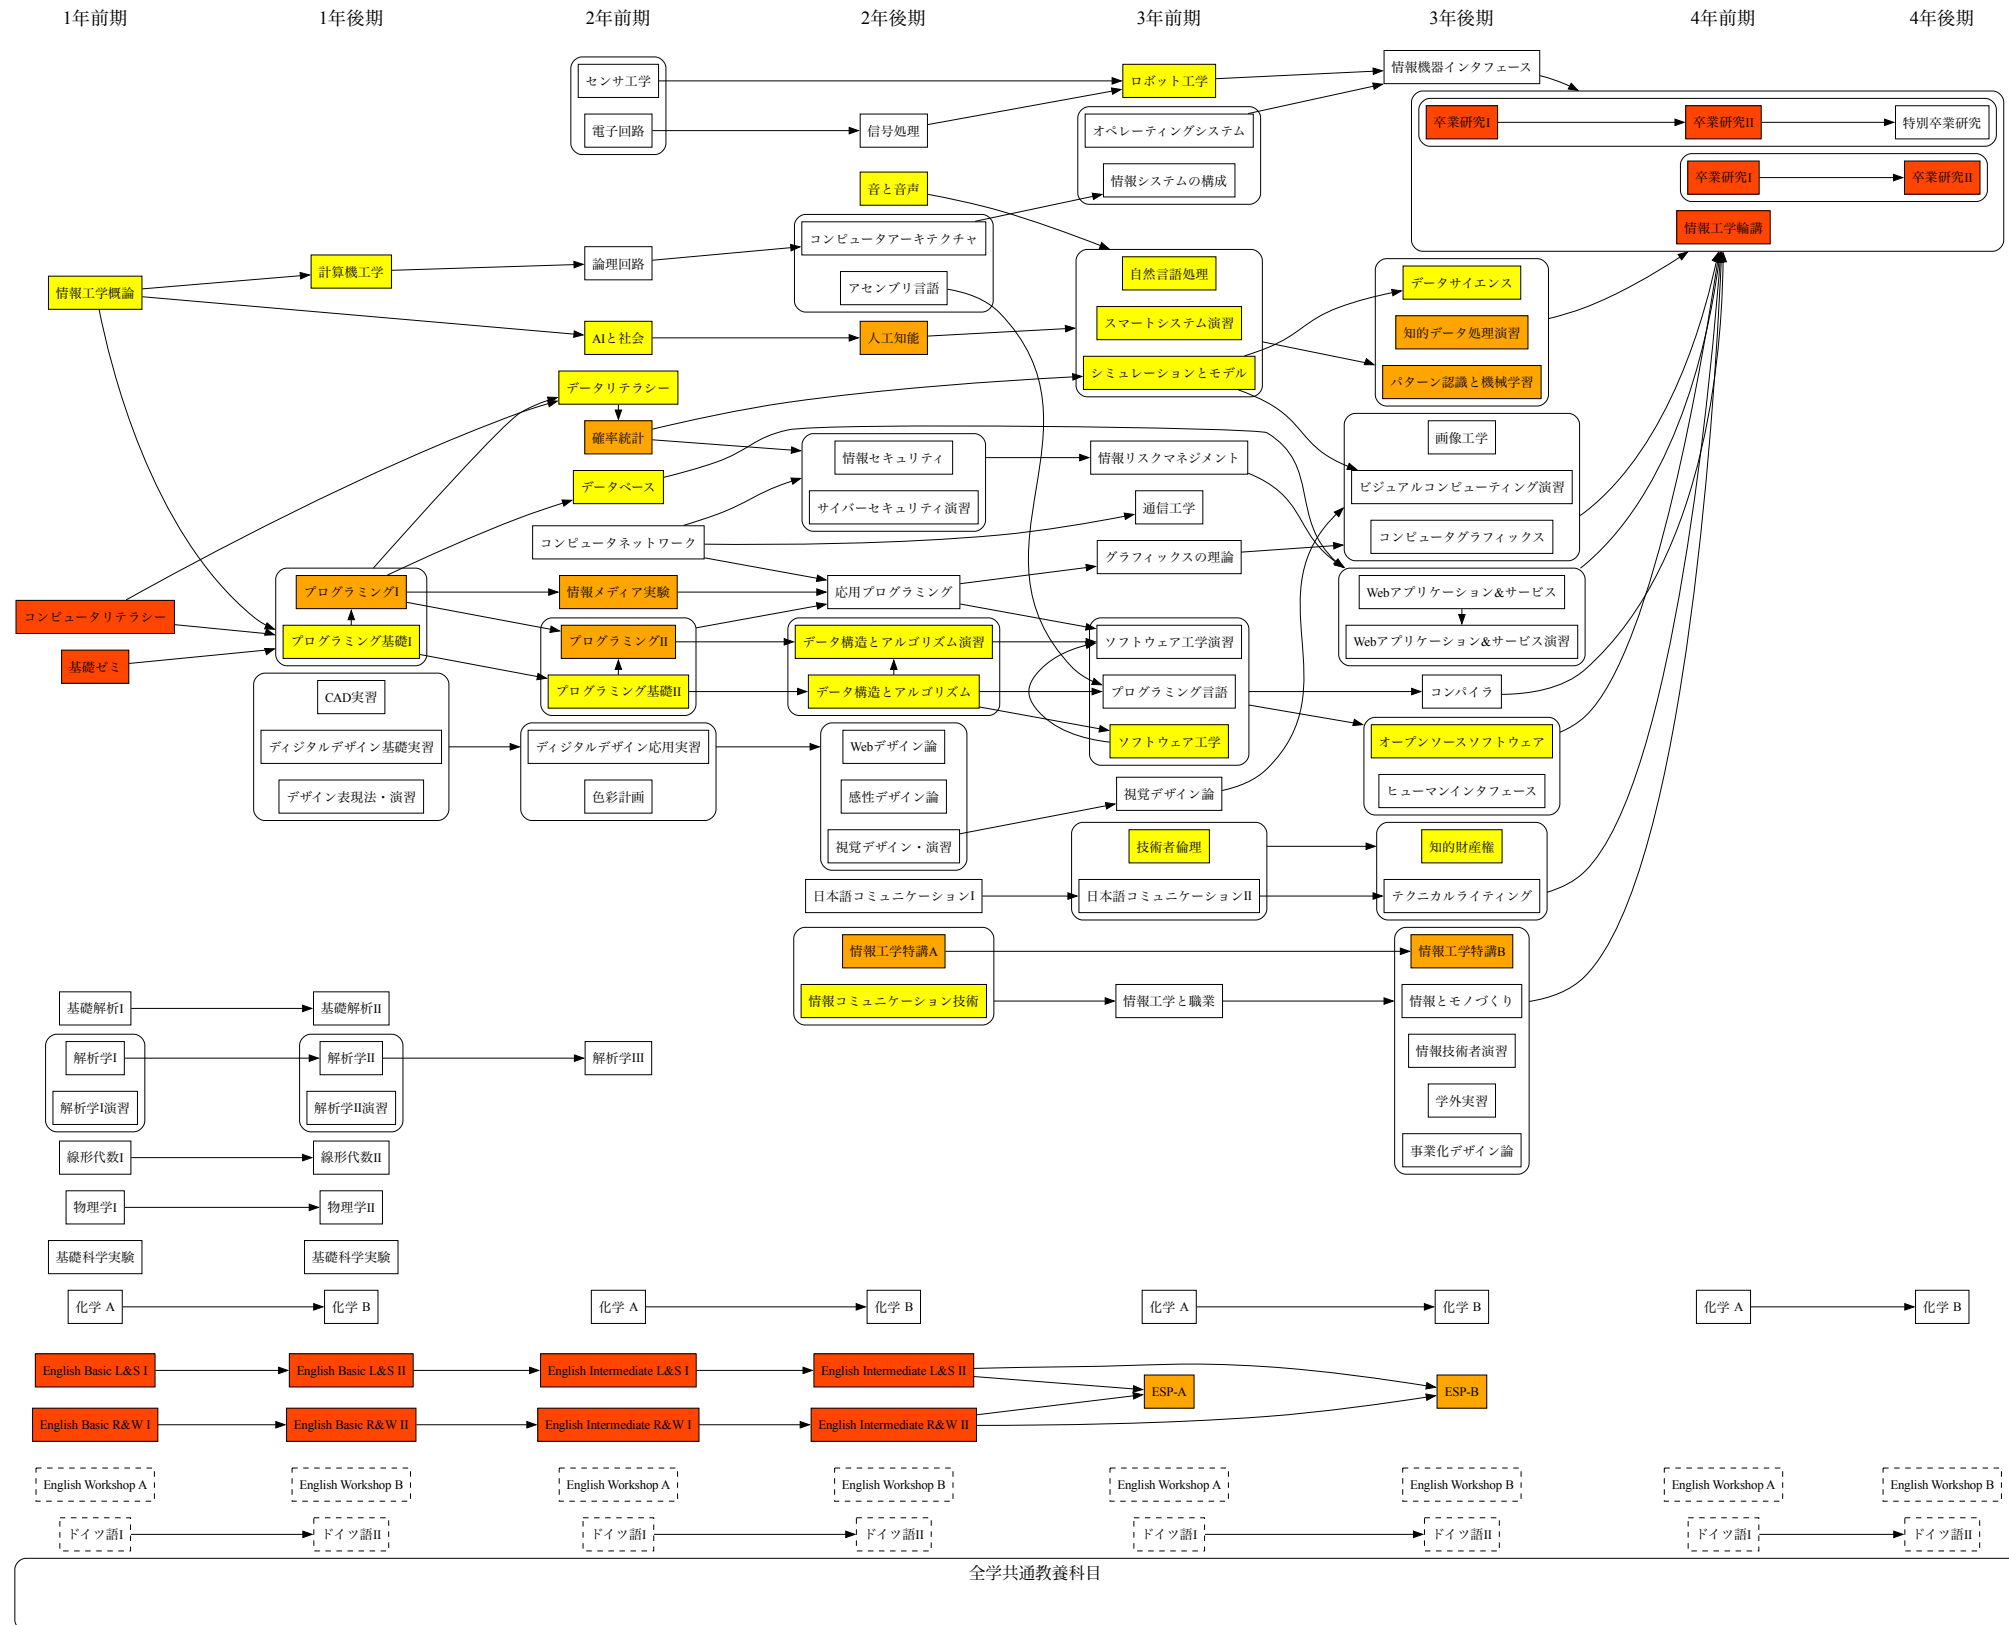 1年前期
1年後期
2年前期
2年後期
3年前期
3年後期
4年前期
4年後期
情報工学概論
コンピュータリテラシー
基礎ゼミ
基礎解析I
解析学I
解析学I演習
線形代数I
物理学I
基礎科学実験
化学 A
English Basic L&S I
English Basic R&W I
English Workshop A
ドイツ語I
計算機工学
プログラミングI
プログラミング基礎I
CAD実習
ディジタルデザイン基礎実習
デザイン表現法・演習
基礎解析II
解析学II
解析学II演習
線形代数II
物理学II
基礎科学実験
化学 B
English Basic L&S II
English Basic R&W II
English Workshop B
ドイツ語II
センサ工学
電子回路
論理回路
AIと社会
データリテラシー
確率統計
データベース
コンピュータネットワーク
情報メディア実験
プログラミングII
プログラミング基礎II
ディジタルデザイン応用実習
色彩計画
解析学III
化学 A
English Intermediate L&S I
English Intermediate R&W I
English Workshop A
ドイツ語I
信号処理
音と音声
コンピュータアーキテクチャ
アセンブリ言語
人工知能
情報セキュリティ
サイバーセキュリティ演習
応用プログラミング
データ構造とアルゴリズム演習
データ構造とアルゴリズム
Webデザイン論
感性デザイン論
視覚デザイン・演習
日本語コミュニケーションI
情報工学特講A
情報コミュニケーション技術
化学 B
English Intermediate L&S II
English Intermediate R&W II
English Workshop B
ドイツ語II
ロボット工学
オペレーティングシステム
情報システムの構成
自然言語処理
スマートシステム演習
シミュレーションとモデル
情報リスクマネジメント
通信工学
グラフィックスの理論
ソフトウェア工学演習
プログラミング言語
ソフトウェア工学
視覚デザイン論
技術者倫理
日本語コミュニケーションII
情報工学と職業
化学 A
ESP-A
English Workshop A
ドイツ語I
情報機器インタフェース
卒業研究I
データサイエンス
知的データ処理演習
パターン認識と機械学習
画像工学
ビジュアルコンピューティング演習
コンピュータグラフィックス
Webアプリケーション&サービス
Webアプリケーション&サービス演習
コンパイラ
オープンソースソフトウェア
ヒューマンインタフェース
知的財産権
テクニカルライティング
情報工学特講B
情報とモノづくり
情報技術者演習
学外実習
事業化デザイン論
化学 B
ESP-B
English Workshop B
ドイツ語II
卒業研究II
卒業研究I
情報工学輪講
化学 A
English Workshop A
ドイツ語I
特別卒業研究
卒業研究II
化学 B
English Workshop B
ドイツ語II
全学共通教養科目